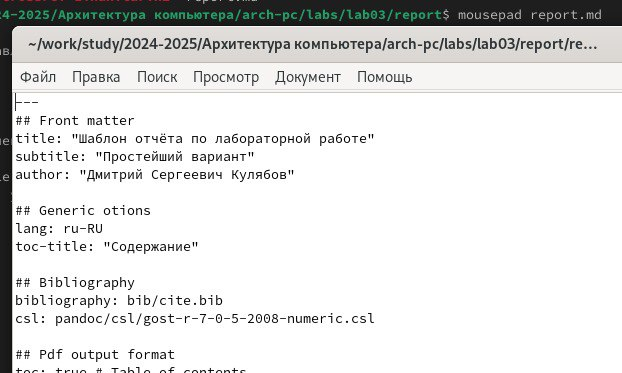 4-2025/Архитектура компьютера/arch-pc/labs/lab03/report$ mousepad report.md
~/work/study/2024-2025/Архитектура компьютера/arch-pc/labs/lab03/report/re...
Файл Правка Поиск Просмотр Документ Помощь
---
## Front matter
title: "Шаблон отчёта по лабораторной работе"
subtitle: "Простейший вариант"
author: "Дмитрий Сергеевич Кулябов"
## Generic otions
lang: ru-RU
toc-title: "Содержание"
## Bibliography
bibliography: bib/cite.bib
csl: pandoc/csl/gost-r-7-0-5-2008-numeric.csl
## Pdf output format
toc: true # Table of contents